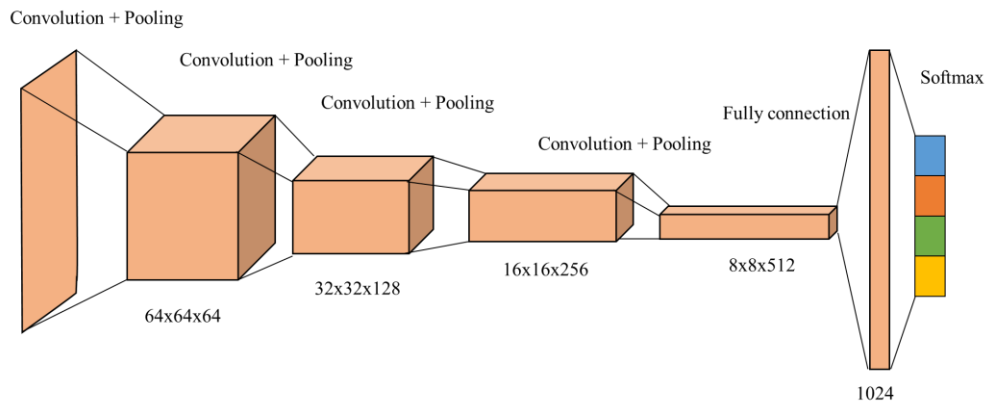 Convolution + Pooling
Convolution + Pooling
Convolution + Pooling
Convolution + Pooling
Fully connection
Softmax
64x64x64
32x32x128
16x16x256
8x8x512
1024